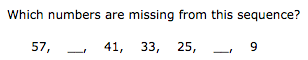 Which numbers are missing from this sequence?
57, __, 41, 33, 25, __, 9